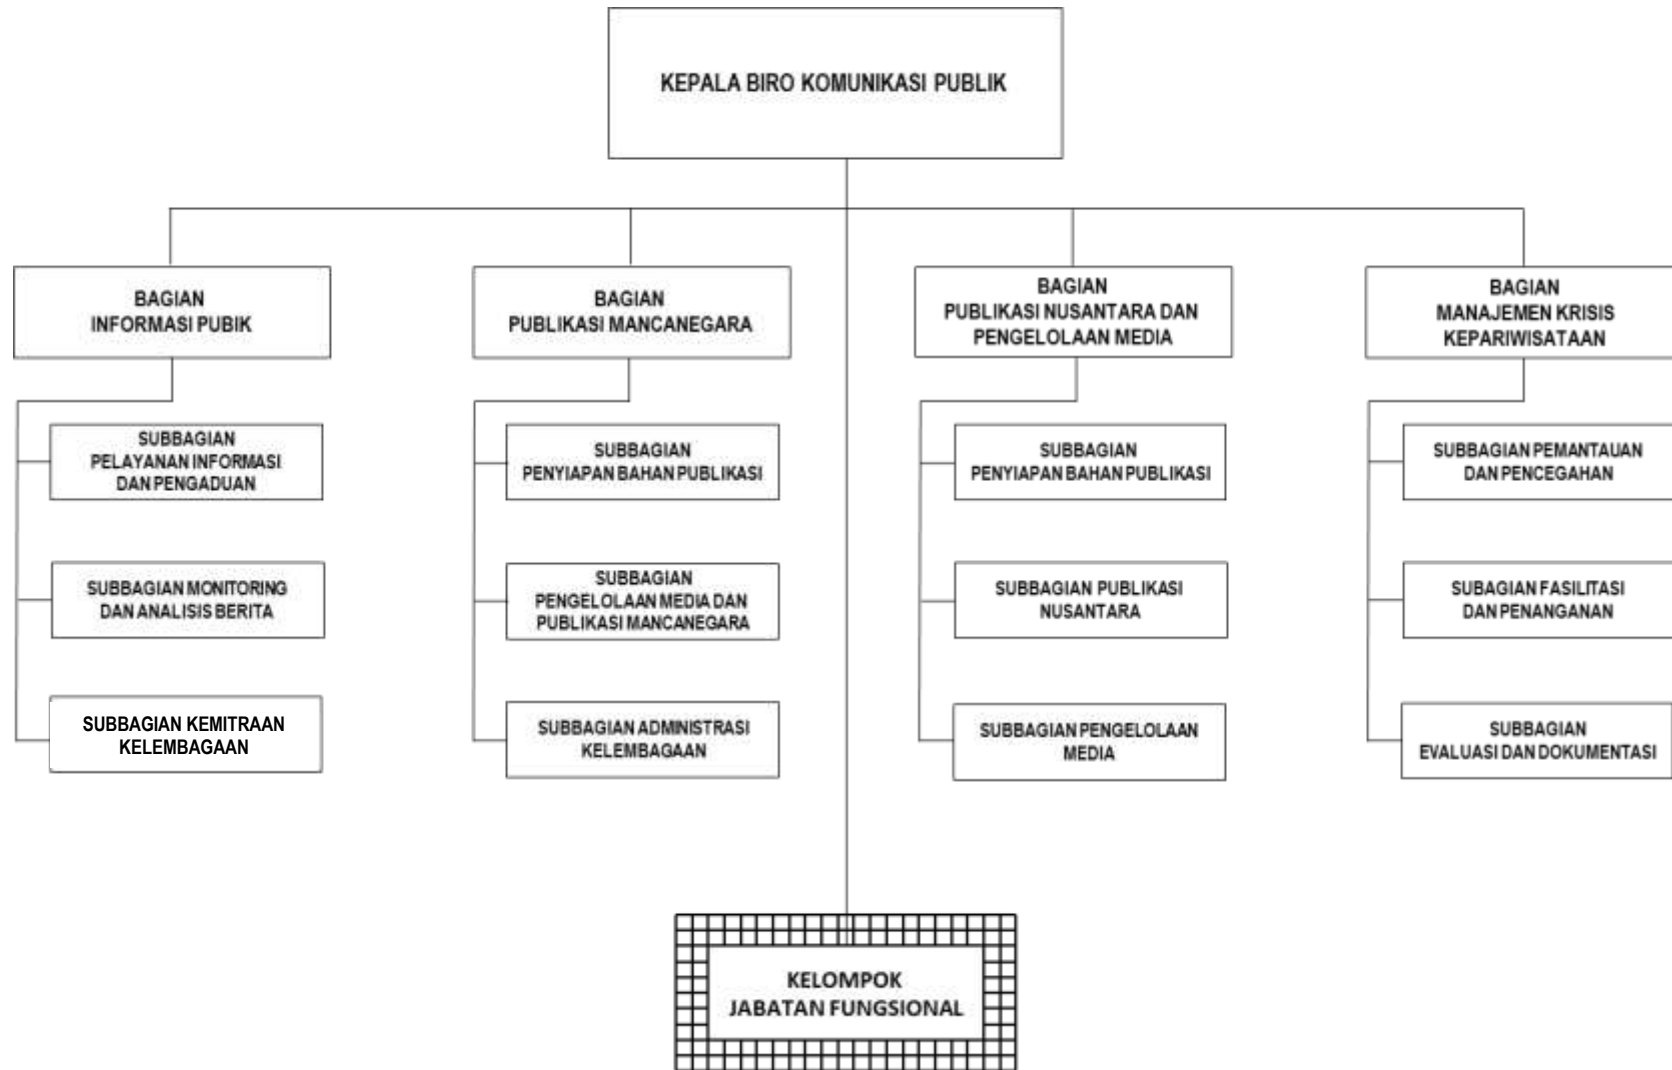 KEPALA BIRO KOMUNIKASI PUBLIK
BAGIAN
INFORMASI PUBIK
BAGIAN
PUBLIKASI MANCANEGARA
BAGIAN
PUBLIKASI NUSANTARA DAN
PENGELOLAAN MEDIA
BAGIAN
MANAJEMEN KRISIS
KEPARIWISATAAN
SUBBAGIAN
PELAYANAN INFORMASI
DAN PENGADUAN
SUBBAGIAN
PENYIAPAN BAHAN PUBLIKASI
SUBBAGIAN
PENYIAPAN BAHAN PUBLIKASI
SUBBAGIAN PEMANTAUAN
DAN PENCEGAHAN
SUBBAGIAN MONITORING
DAN ANALISIS BERITA
SUBBAGIAN
PENGELOLAAN MEDIA DAN
PUBLIKASI MANCANEGARA
SUBBAGIAN PUBLIKASI
NUSANTARA
SUBAGIAN FASILITASI
DAN PENANGANAN
SUBBAGIAN KEMITRAAN
KELEMBAGAAN
SUBBAGIAN ADMINISTRASI
KELEMBAGAAN
SUBBAGIAN PENGELOLAAN
MEDIA
SUBBAGIAN
EVALUASI DAN DOKUMENTASI
KELOMPOK
JABATAN FUNGSIONAL